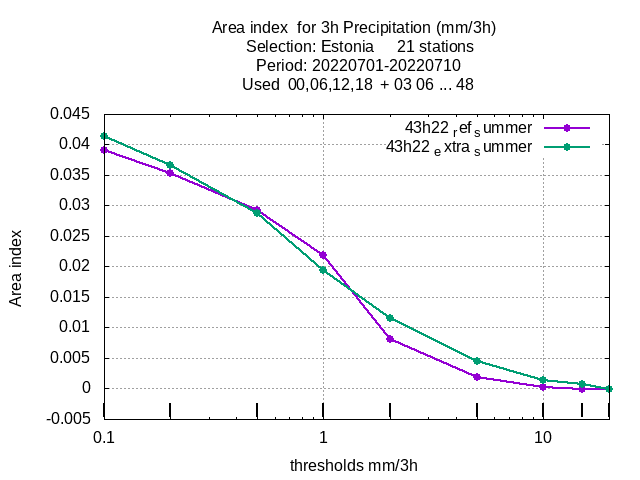 Area index  for 3h Precipitation (mm/3h)
Selection: Estonia     21 stations
Period: 20220701-20220710
Used  00,06,12,18  + 03 06 ... 48
43h22 ref summer
43h22 extra summer
0.045
0.04
0.035
0.03
0.025
0.02
0.015
0.01
0.005
0
-0.005
Area index
0.1 1 10
thresholds mm/3h